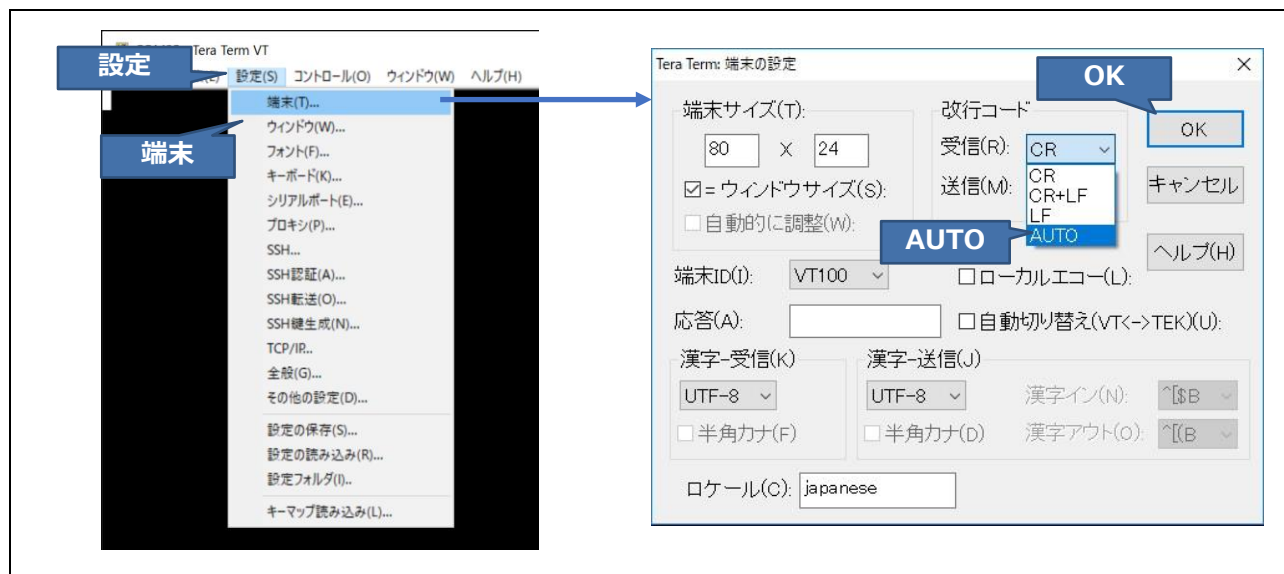 Tera Term VT
設定
設定(S) コントロール(O) ウィンドウ(W) ヘルプ(H)
端末(T)...
端末
ウィンドウ(W)...
フォント(F)...
キーボード(K)...
シリアルポート(E)...
プロキシ(P)...
SSH...
SSH認証(A)...
SSH転送(O)...
SSH鍵生成(N)...
TCP/IP...
全般(G)...
その他の設定(D)...
設定の保存(S)...
設定の読み込み(R)...
設定フォルダ(I)..
キーマップ読み込み(L)...
Tera Term: 端末の設定
OK
端末サイズ(T):
80 X 24
=ウィンドウサイズ(S):
自動的に調整(W):
改行コード
受信(R): CR
送信(M):
CR
CR+LF
LF
AUTO
AUTO
OK
キャンセル
ヘルプ(H)
端末ID(I): VT100
ローカルエコー(L):
応答(A):
自動切り替え(VT<->TEK)(U):
漢字-受信(K)
UTF-8
半角カナ(F)
漢字-送信(J)
UTF-8
半角カナ(D)
漢字イン(N): ^[$B
漢字アウト(O): ^[(B
ロケール(C): japanese